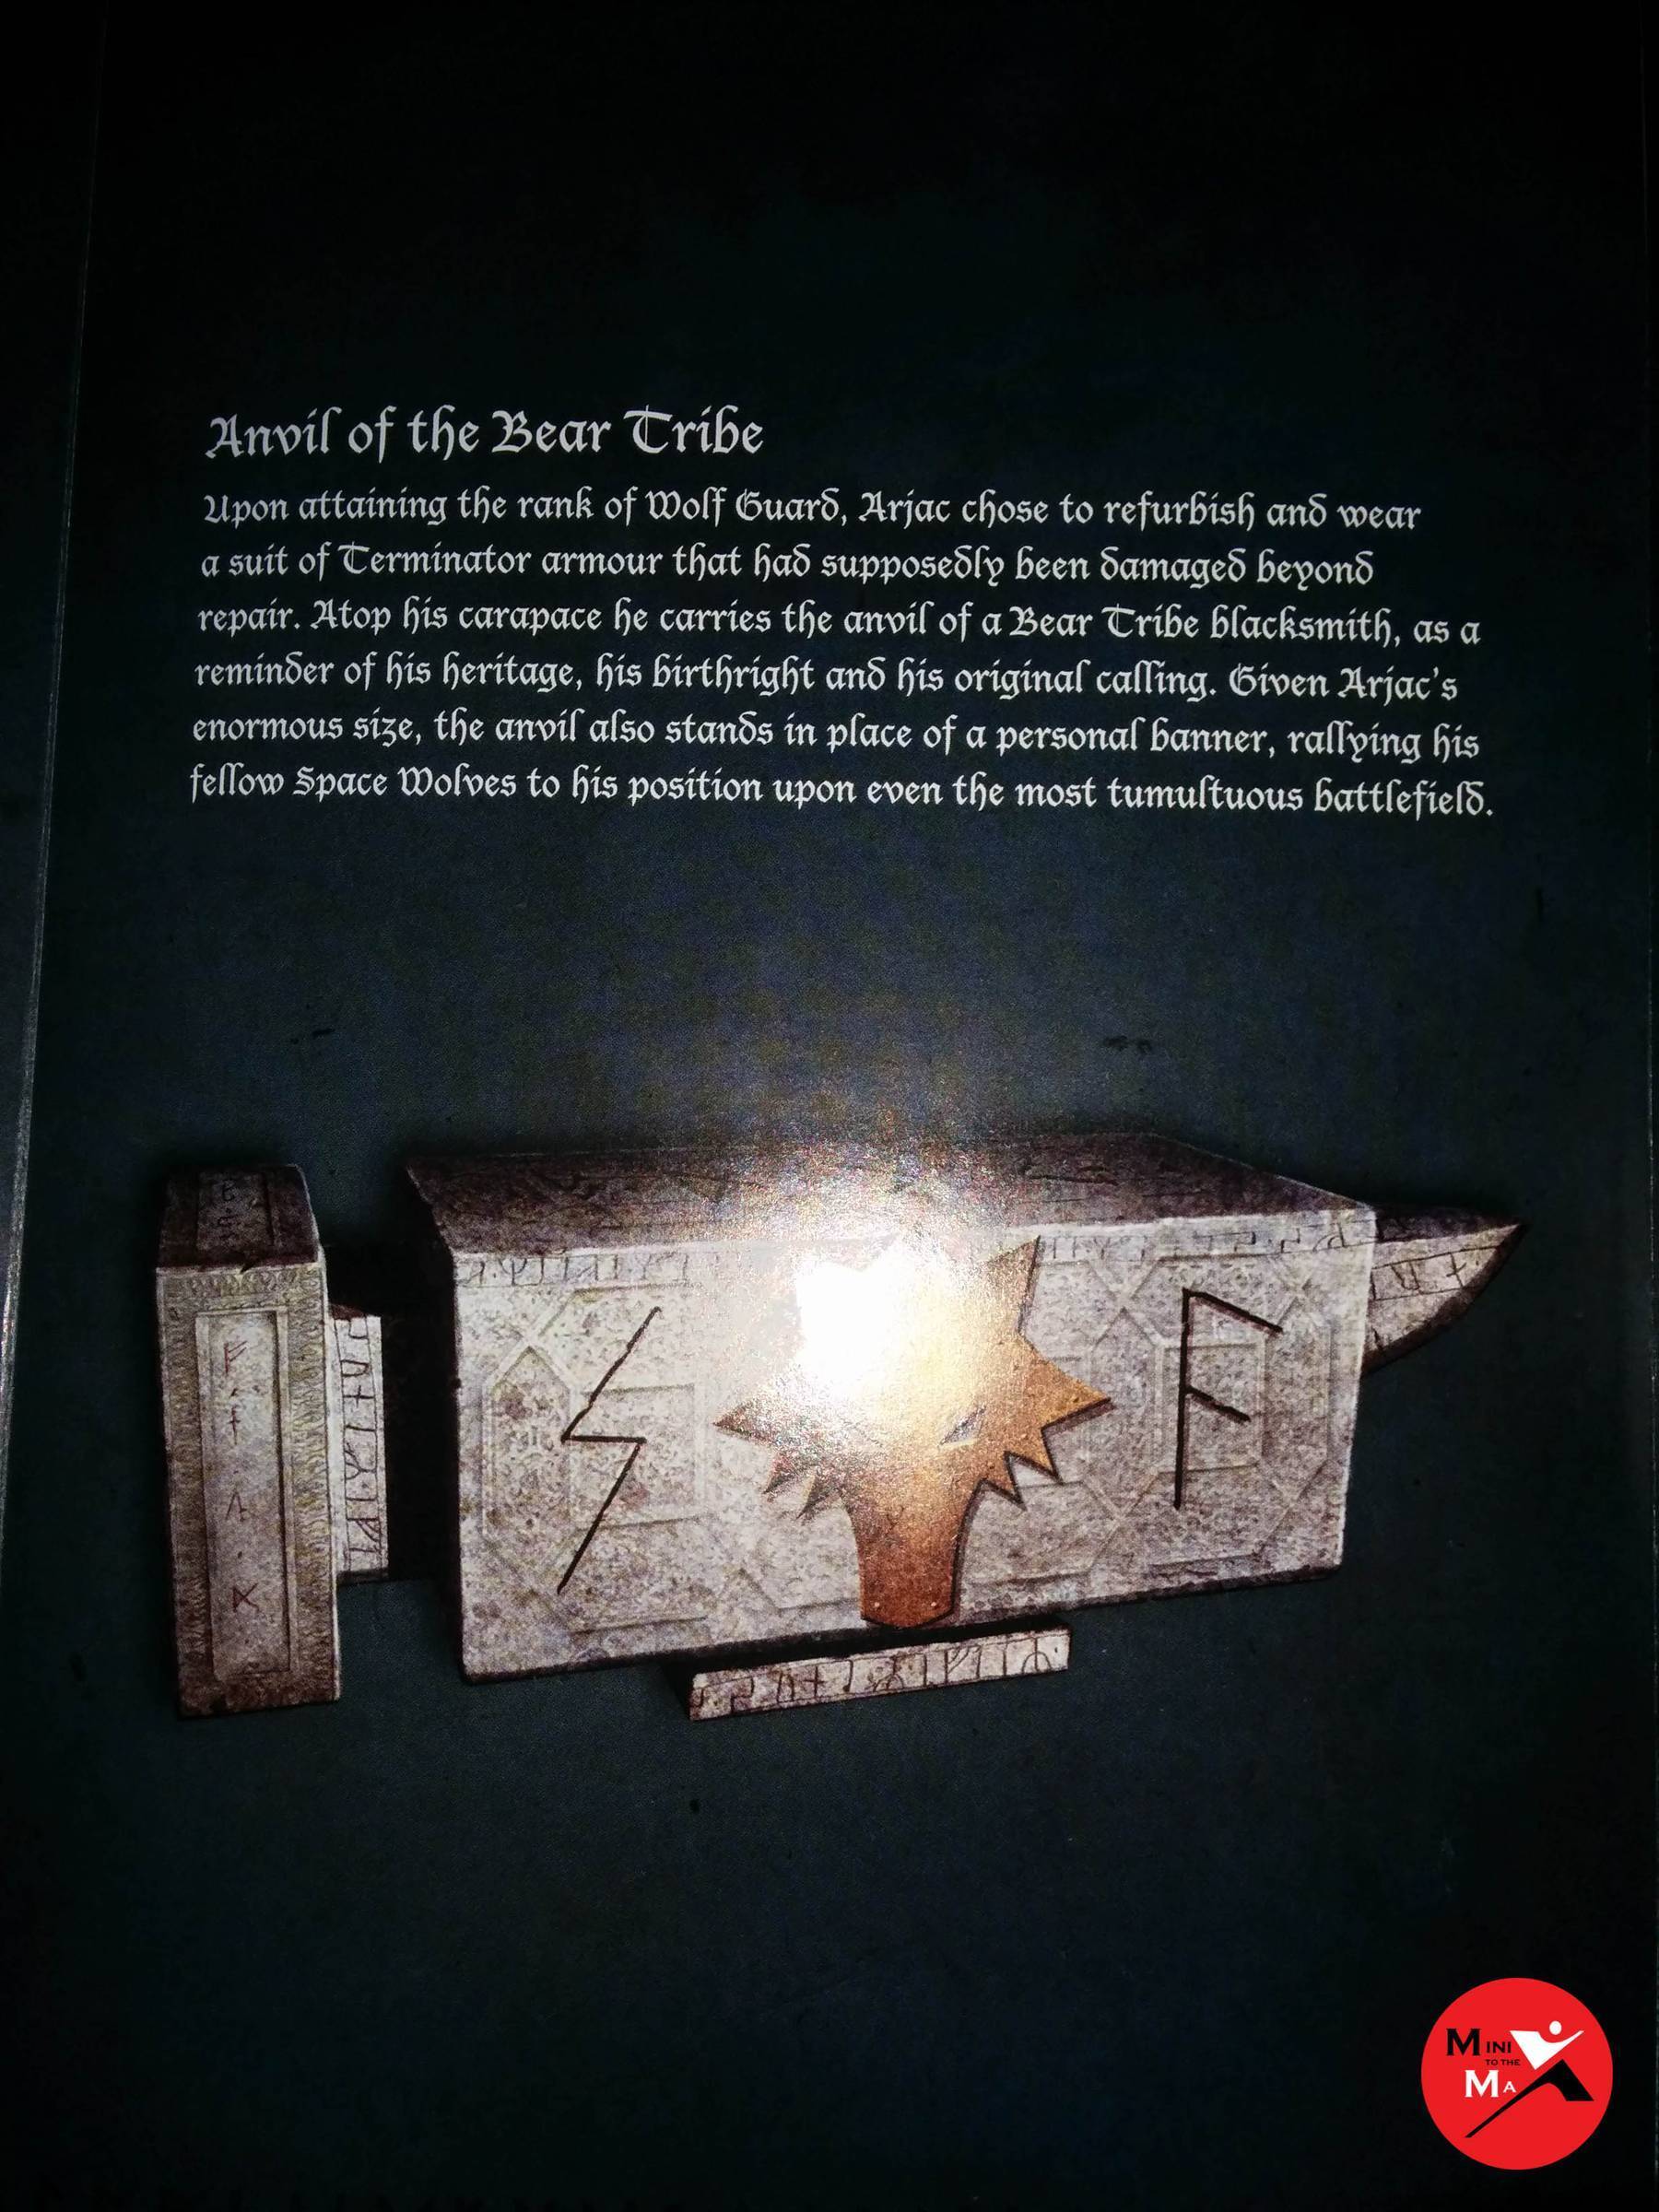 Anvil of the Bear Tribe
Upon attaining the rank of Wolf Guard, Arjac chose to refurbish and wear
a suit of Terminator armour that had supposedly been damaged beyond
repair. Atop his carapace he carries the anvil of a Bear Tribe blacksmith, as a
reminder of his heritage, his birthright and his original calling. Given Arjac's
enormous size, the anvil also stands in place of a personal banner, rallying his
fellow Space Wolves to his position upon even the most tumultuous battlefield.
MINI
TO THE
MA